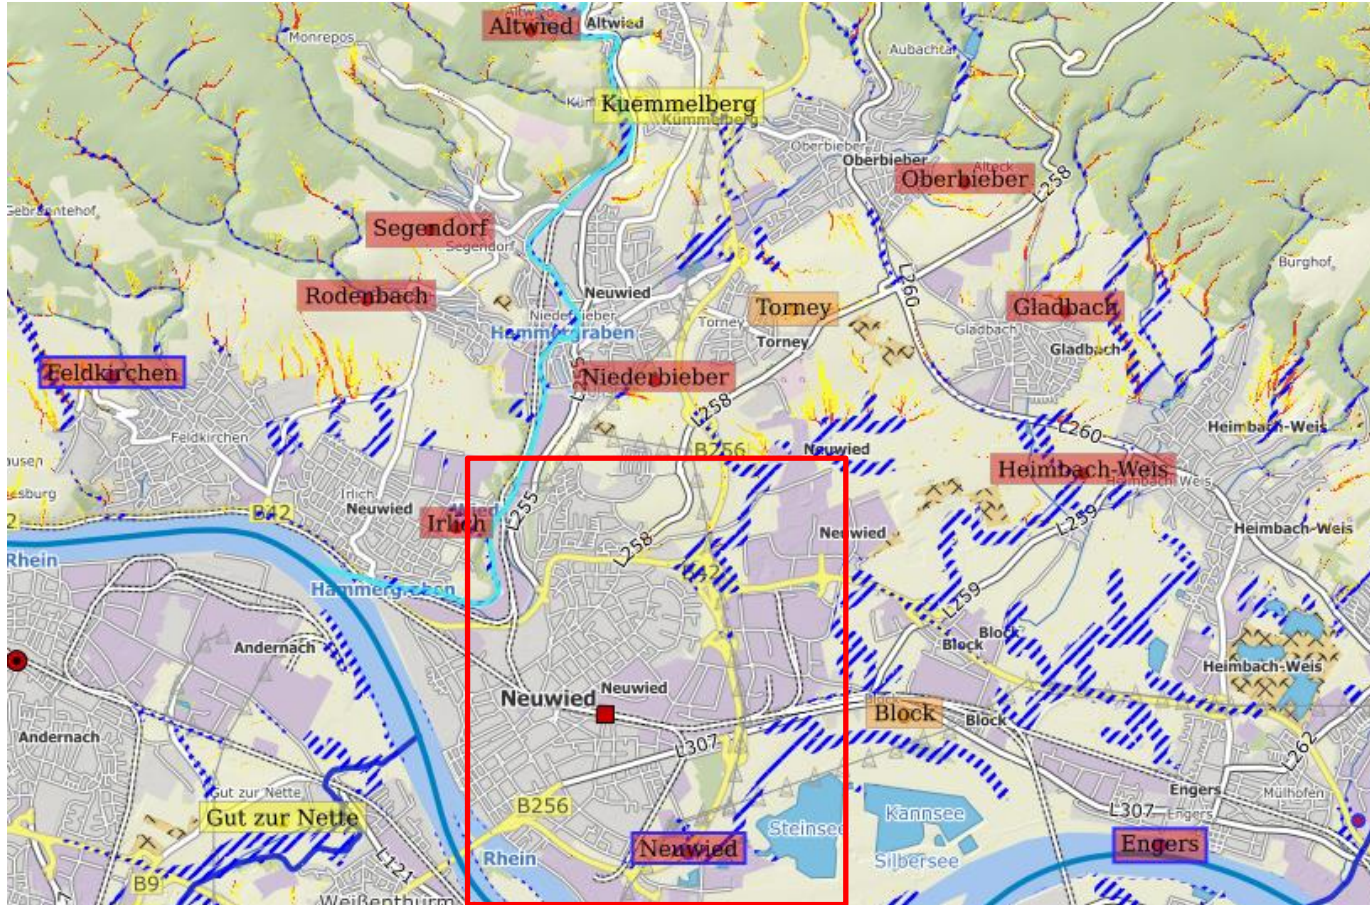 Altwied
Altwied
Monrepos
Aubachtal
Kuemmelberg
Kümmelberg
Oberbieber
Oberbieber
Alteck
Oberbieber
L258
Gebranntehof
Segendorf
Segendorf
Burghof
Rodenbach
Neuwied
L260
Niederbieber
Torney
Torney
Torney
Gladbach
Gladbach
Gladbach
Hammergraben
Feldkirchen
Niederbieber
L255
L258
Feldkirchen
B256
Neuwied
L260
Heimbach-Weis
Heimbach-Weis
Heimbach Weis
Irlich
Neuwied
B42
Irlich
L255
L258
Neuwied
L259
Heimbach-Weis
Rhein
Hammergraben
B42
L259
Andernach
Block
Block
Heimbach-Weis
Neuwied
Neuwied
Block
Block
Andernach
L307
L262
Gut zur Nette
Gut zur Nette
B256
Engers
Mülhofen
L307
Engers
Kannsee
Steinsee
Silbersee
Neuwied
Engers
Rhein
L121
B9
Weißenthurm